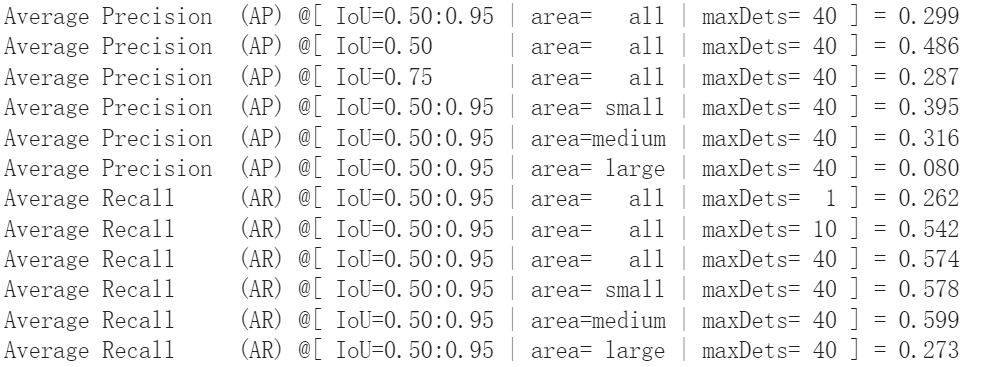 Average Precision  (AP) @[ IoU=0.50:0.95 | area=   all | maxDets= 40 ] = 0.299
Average Precision  (AP) @[ IoU=0.50      | area=   all | maxDets= 40 ] = 0.486
Average Precision  (AP) @[ IoU=0.75      | area=   all | maxDets= 40 ] = 0.287
Average Precision  (AP) @[ IoU=0.50:0.95 | area= small | maxDets= 40 ] = 0.395
Average Precision  (AP) @[ IoU=0.50:0.95 | area=medium | maxDets= 40 ] = 0.316
Average Precision  (AP) @[ IoU=0.50:0.95 | area= large | maxDets= 40 ] = 0.080
Average Recall     (AR) @[ IoU=0.50:0.95 | area=   all | maxDets=  1 ] = 0.262
Average Recall     (AR) @[ IoU=0.50:0.95 | area=   all | maxDets= 10 ] = 0.542
Average Recall     (AR) @[ IoU=0.50:0.95 | area=   all | maxDets= 40 ] = 0.574
Average Recall     (AR) @[ IoU=0.50:0.95 | area= small | maxDets= 40 ] = 0.578
Average Recall     (AR) @[ IoU=0.50:0.95 | area=medium | maxDets= 40 ] = 0.599
Average Recall     (AR) @[ IoU=0.50:0.95 | area= large | maxDets= 40 ] = 0.273